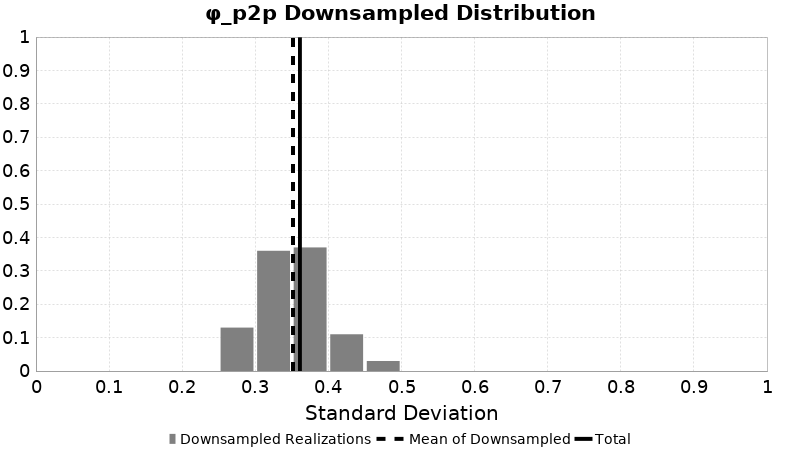 φ_p2p Downsampled Distribution
1
0.9
0.8
0.7
0.6
0.5
0.4
0.3
0.2
0.1
0
0 0.1 0.2 0.3 0.4 0.5 0.6 0.7 0.8 0.9 1
Standard Deviation
Downsampled Realizations Mean of Downsampled Total